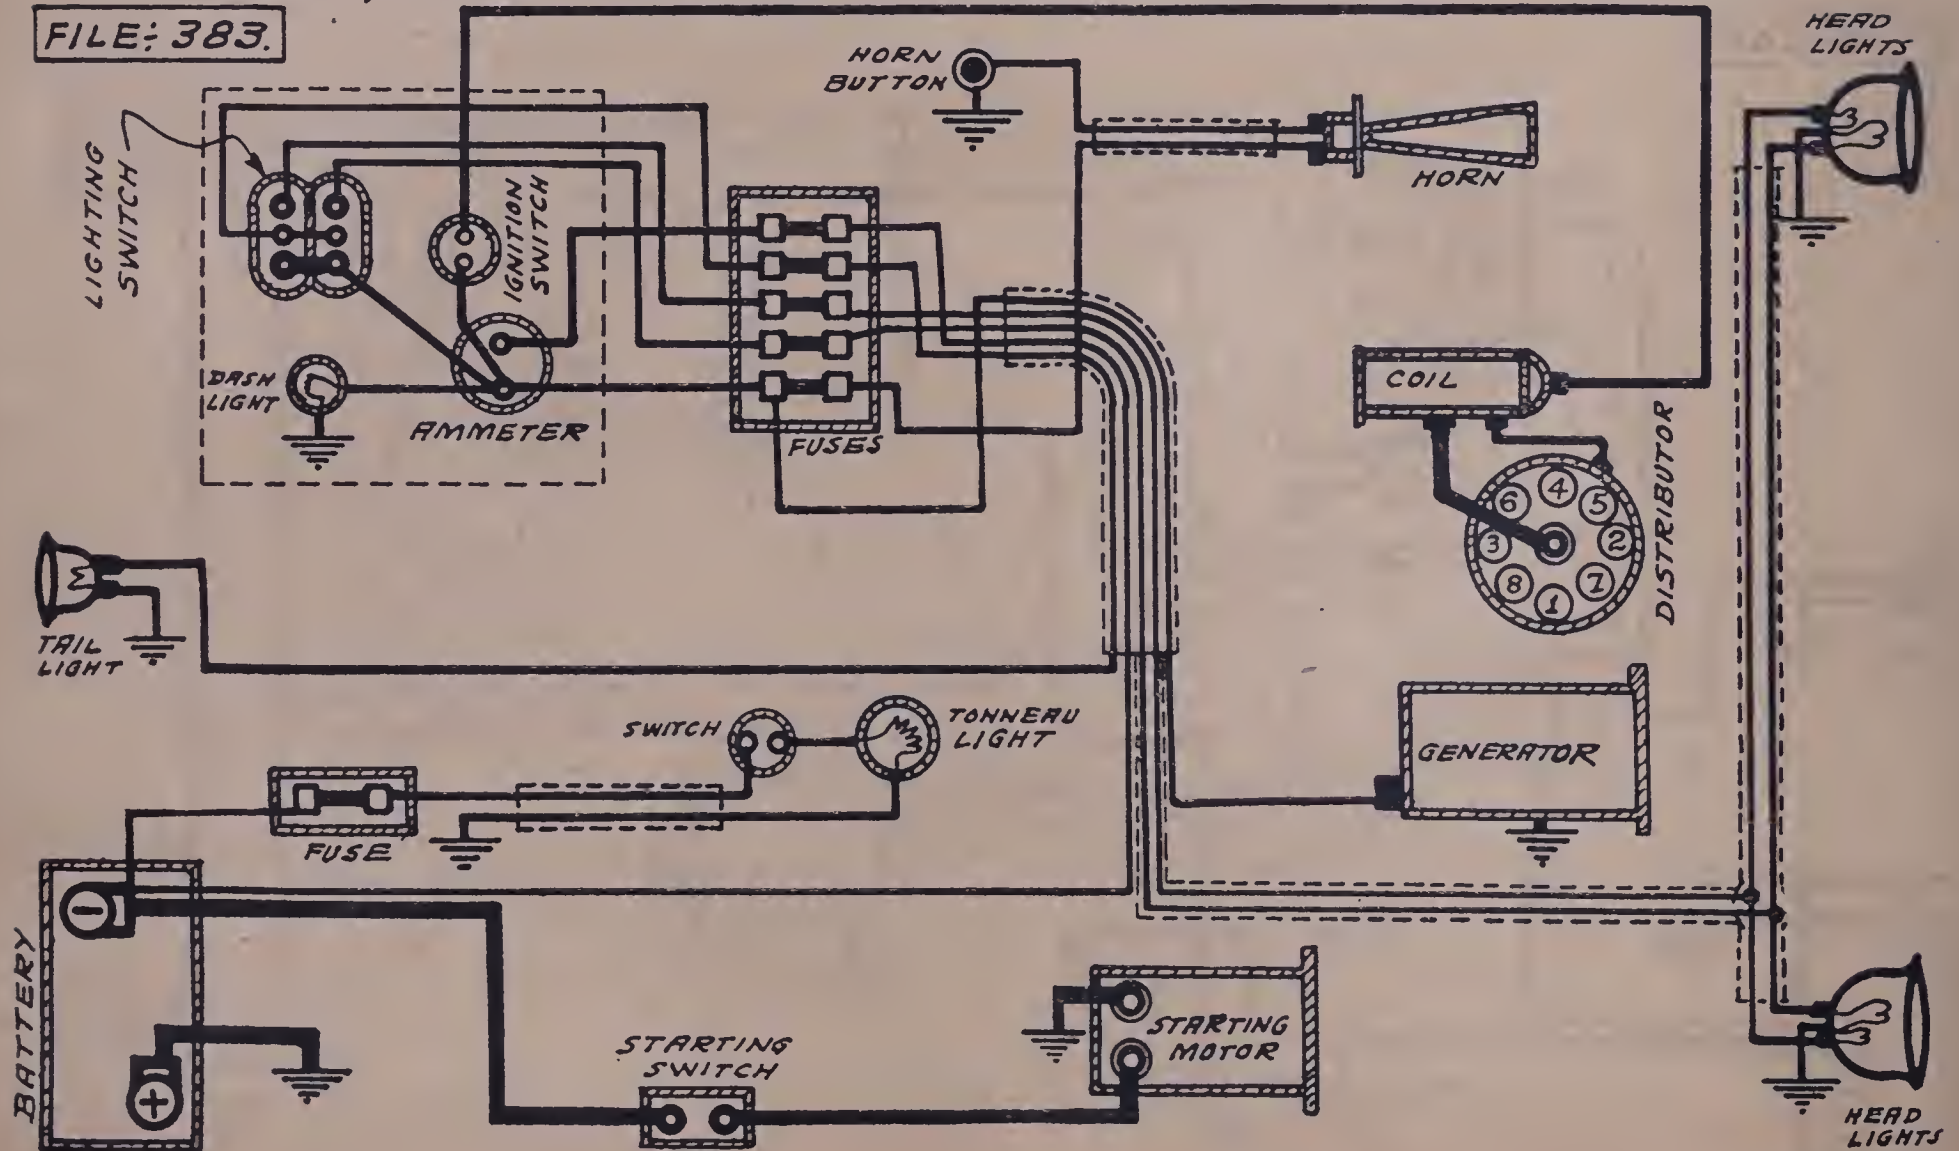 FILE: 383.
HEAD
LIGHTS
HORN
BUTTON
LIGHTING
SWITCH
IGNITION
SWITCH
HORN
DASH
LIGHT
AMMETER
FUSES
COIL
DISTRIBUTOR
4
6
5
3
2
8
7
1
TAIL
LIGHT
SWITCH
TONNEAU
LIGHT
GENERATOR
FUSE
BATTERY
-
+
STARTING
SWITCH
STARTING
MOTOR
HEAD
LIGHTS